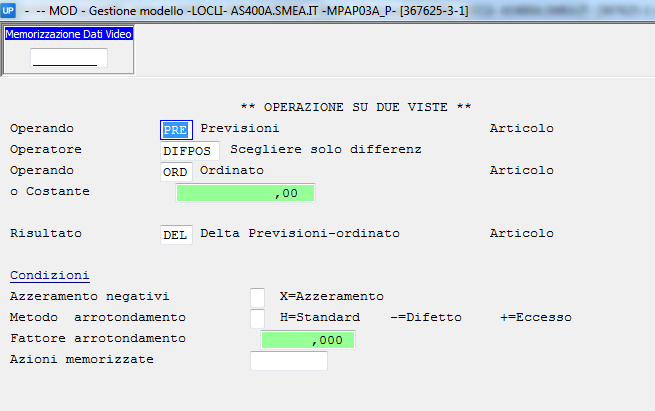 UP - -- MOD - Gestione modello -LOCLI- AS400A.SMEA.IT -MPAP03A_P- [367625-3-1]
Memorizzazione Dati Video
** OPERAZIONE SU DUE VISTE **
Operando PRE Previsioni Articolo
Operatore DIFPOS Scegliere solo differenz
Operando ORD Ordinato Articolo
o Costante ,00
Risultato DEL Delta Previsioni-ordinato Articolo
Condizioni
Azzeramento negativi X=Azzeramento
Metodo arrotondamento H=Standard -=Difetto +=Eccesso
Fattore arrotondamento ,000
Azioni memorizzate